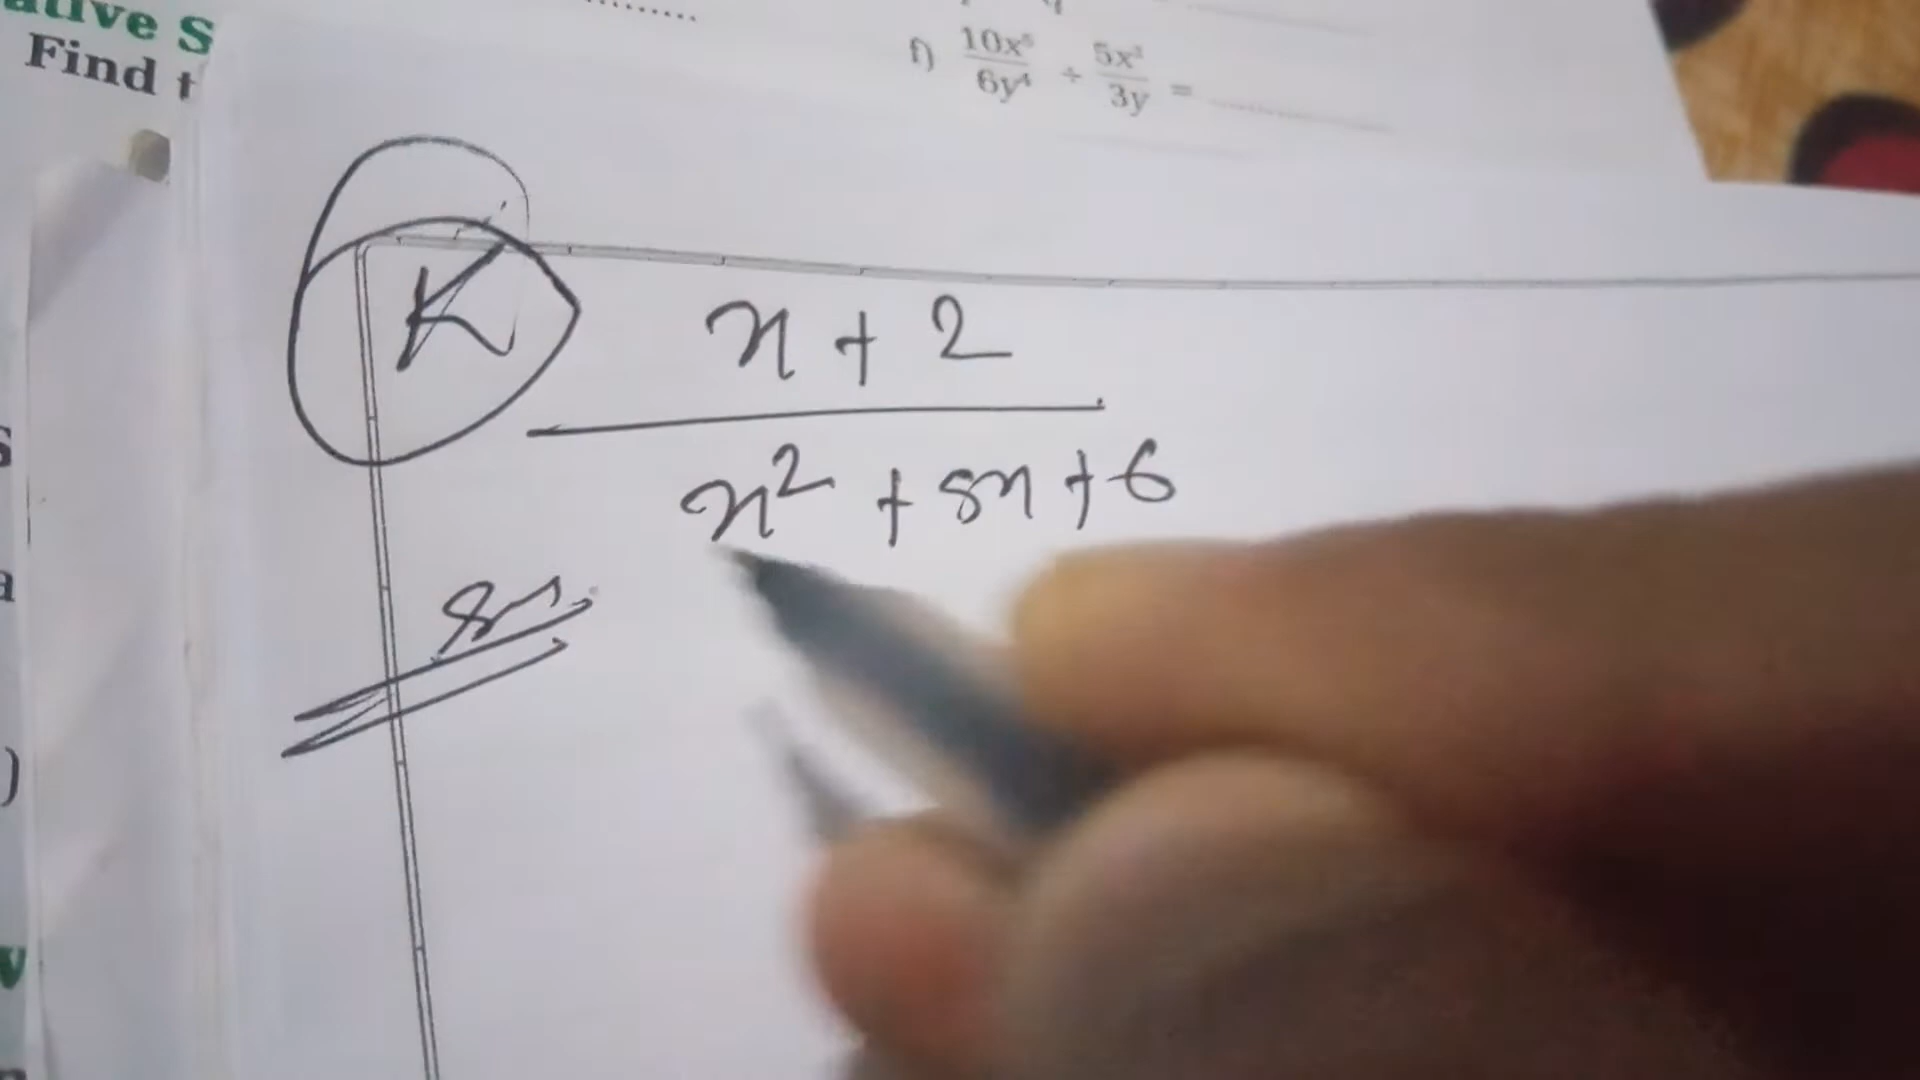 ative S
Find t
f) 10x⁵/6y⁴ ÷ 5x²/3y =
K
x + 2
x² + 5x + 6